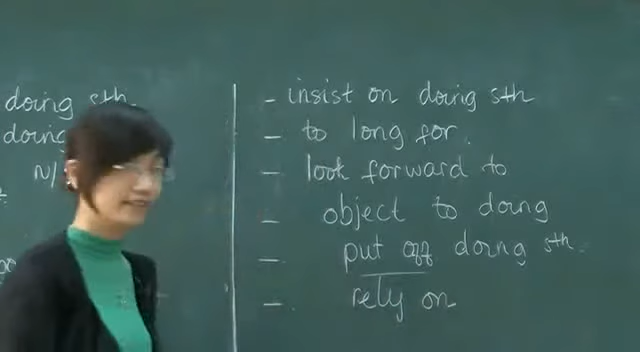 doing sth.
doing
N/
insist on doing sth
to long for.
look forward to
object to doing
put off doing sth.
rely on